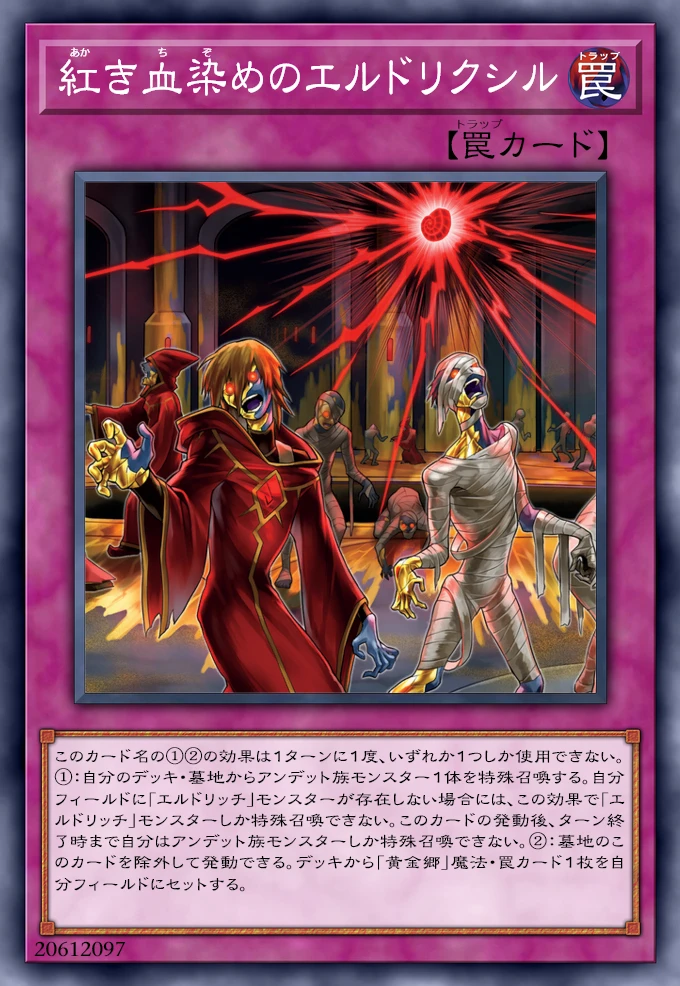 紅き血染めのエルドリクシル 罠
【罠カード】
このカード名の①②の効果は1ターンに1度、いずれか1つしか使用できない。
①：自分のデッキ・墓地からアンデット族モンスター1体を特殊召喚する。自分
フィールドに「エルドリッチ」モンスターが存在しない場合には、この効果で「エ
ルドリッチ」モンスターしか特殊召喚できない。このカードの発動後、ターン終
了時まで自分はアンデット族モンスターしか特殊召喚できない。②：墓地のこ
のカードを除外して発動できる。デッキから「黄金郷」魔法・罠カード1枚を自
分フィールドにセットする。
20612097